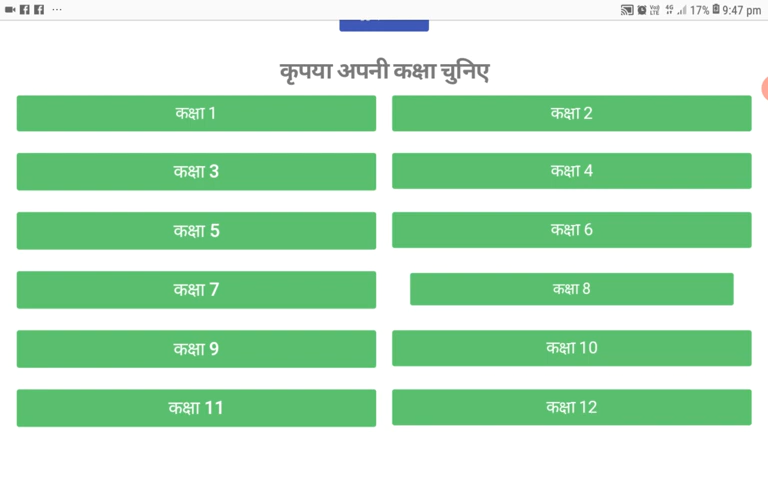 17% 9:47 pm
कृपया अपनी कक्षा चुनिए
कक्षा 1
कक्षा 2
कक्षा 3
कक्षा 4
कक्षा 5
कक्षा 6
कक्षा 7
कक्षा 8
कक्षा 9
कक्षा 10
कक्षा 11
कक्षा 12